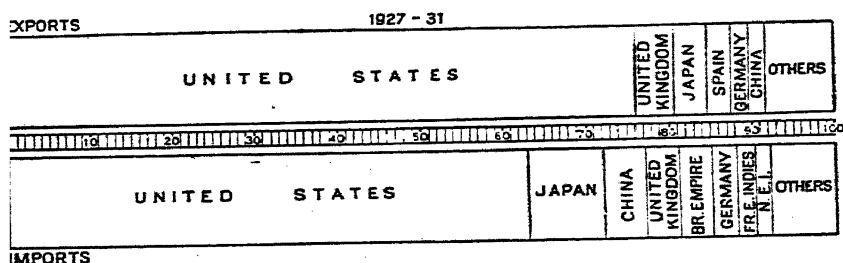 EXPORTS
1927-31
UNITED STATES
UNITED KINGDOM
JAPAN
SPAIN
GERMANY
CHINA
OTHERS
10 20 30 40 50 60 70 80 90 100
UNITED STATES
JAPAN
CHINA
UNITED KINGDOM
BR. EMPIRE
GERMANY
FR. E. INDIES
N. E. I.
OTHERS
IMPORTS